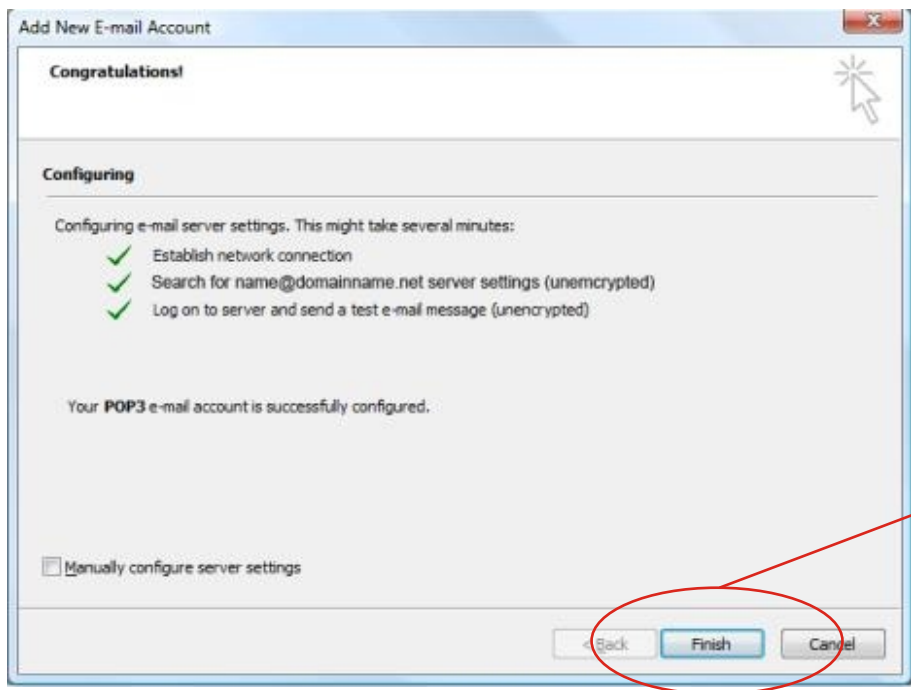 Add New E-mail Account
Congratulations!
Configuring
Configuring e-mail server settings. This might take several minutes:
Establish network connection
Search for name@domainname.net server settings (unemcrypted)
Log on to server and send a test e-mail message (unencrypted)
Your POP3 e-mail account is successfully configured.
Manually configure server settings
< Back Finish Cancel